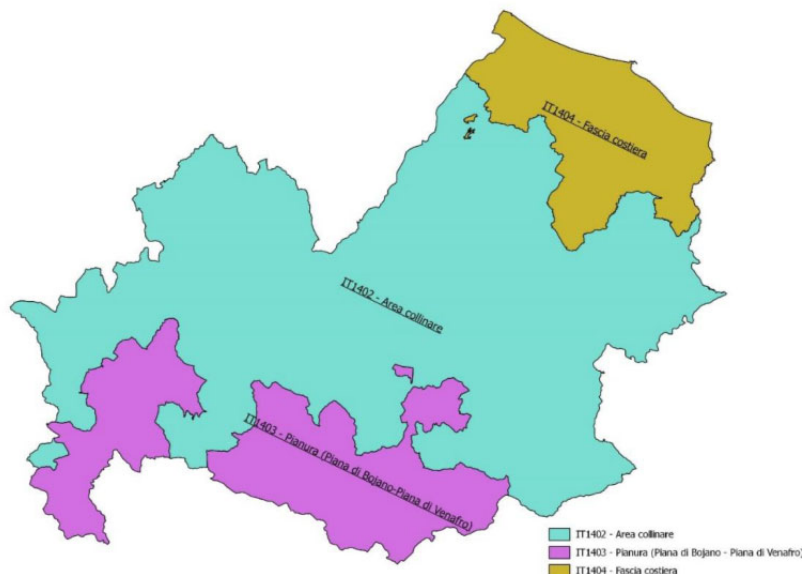 IT1404 - Fascia costiera
IT1402 - Area collinare
IT1403 - Pianura (Piana di Bojano-Piana di Venafro)
IT1402 - Area collinare
IT1403 - Pianura (Piana di Bojano - Piana di Venafro)
IT1404 - Fascia costiera